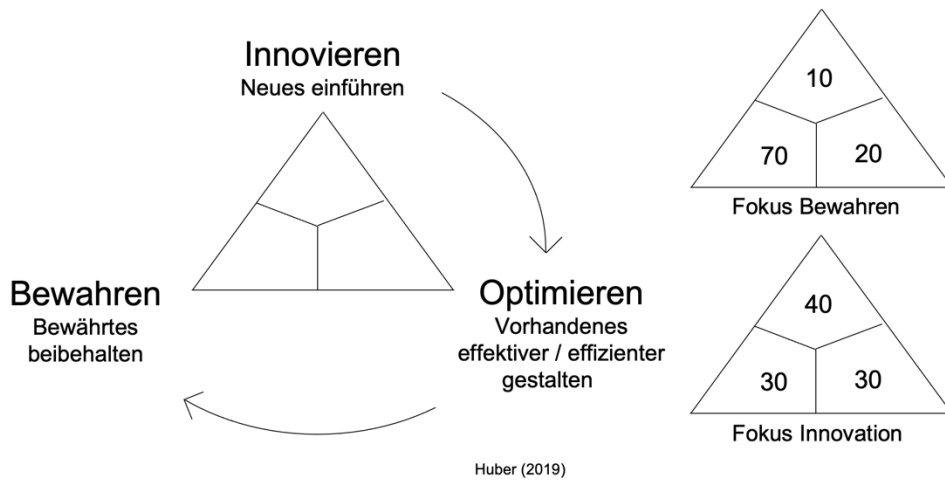 Innovieren
Neues einführen
Bewahren
Bewährtes
beibehalten
Optimieren
Vorhandenes
effektiver / effizienter
gestalten
10
70
20
Fokus Bewahren
40
30
30
Fokus Innovation
Huber (2019)